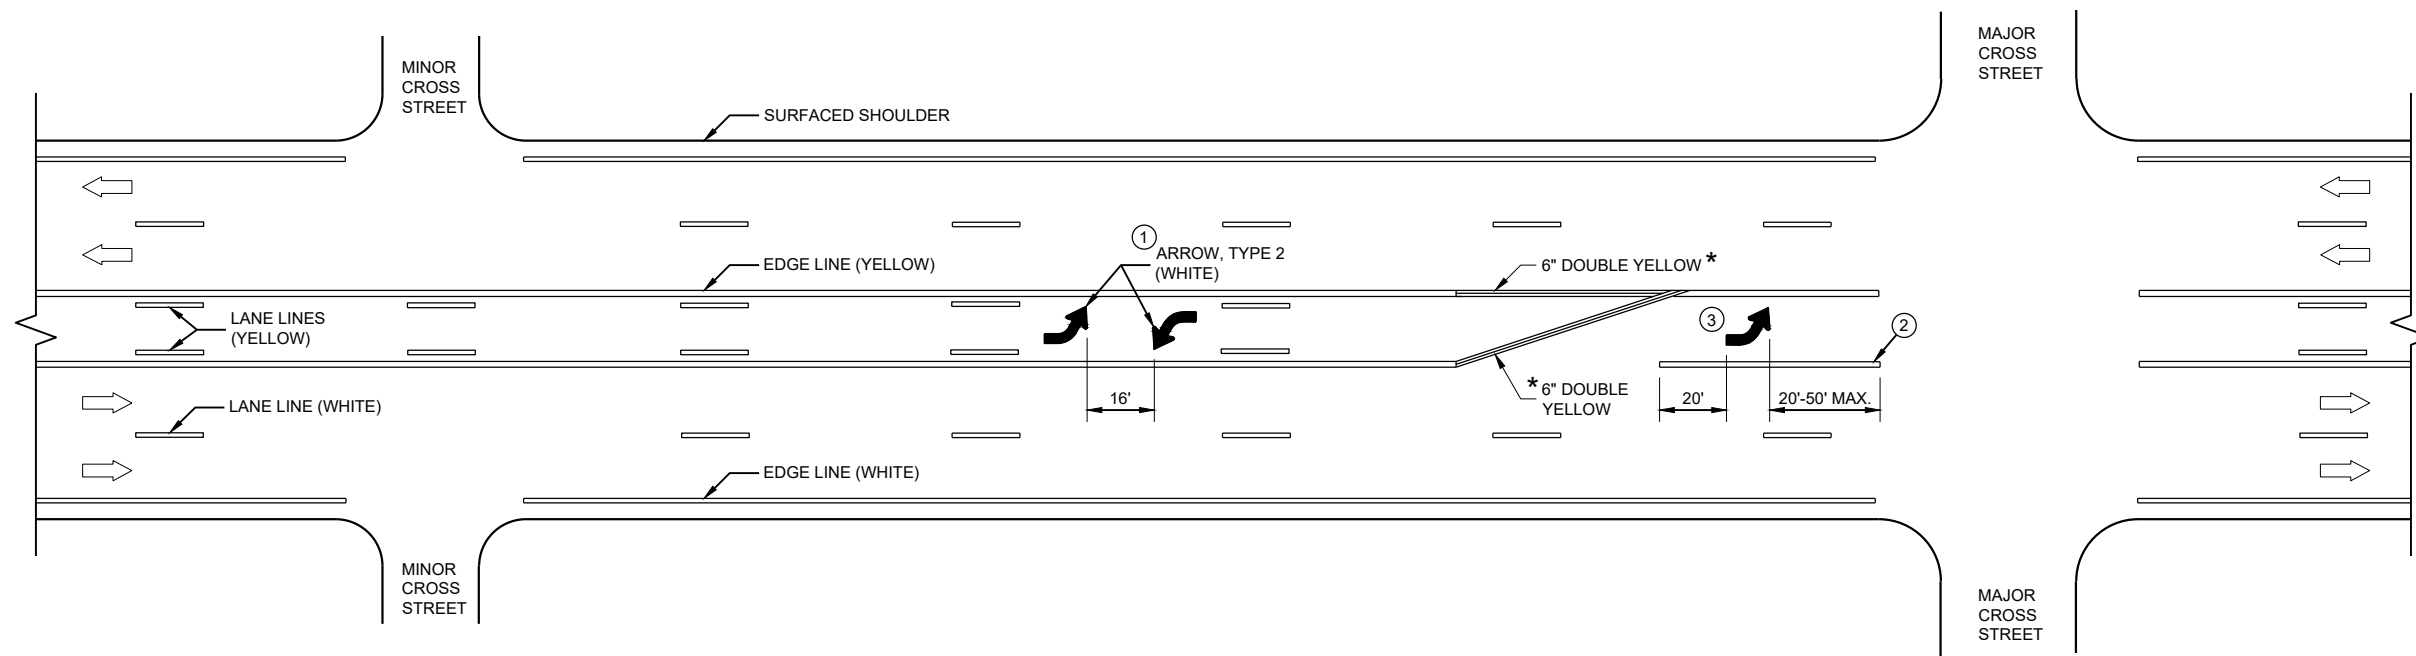 MINOR
CROSS
STREET
MAJOR
CROSS
STREET
SURFACED SHOULDER
1
ARROW, TYPE 2
(WHITE)
EDGE LINE (YELLOW)
6" DOUBLE YELLOW *
LANE LINES
(YELLOW)
3
2
* 6" DOUBLE
YELLOW
16'
20'
20'-50' MAX.
LANE LINE (WHITE)
EDGE LINE (WHITE)
MINOR
CROSS
STREET
MAJOR
CROSS
STREET